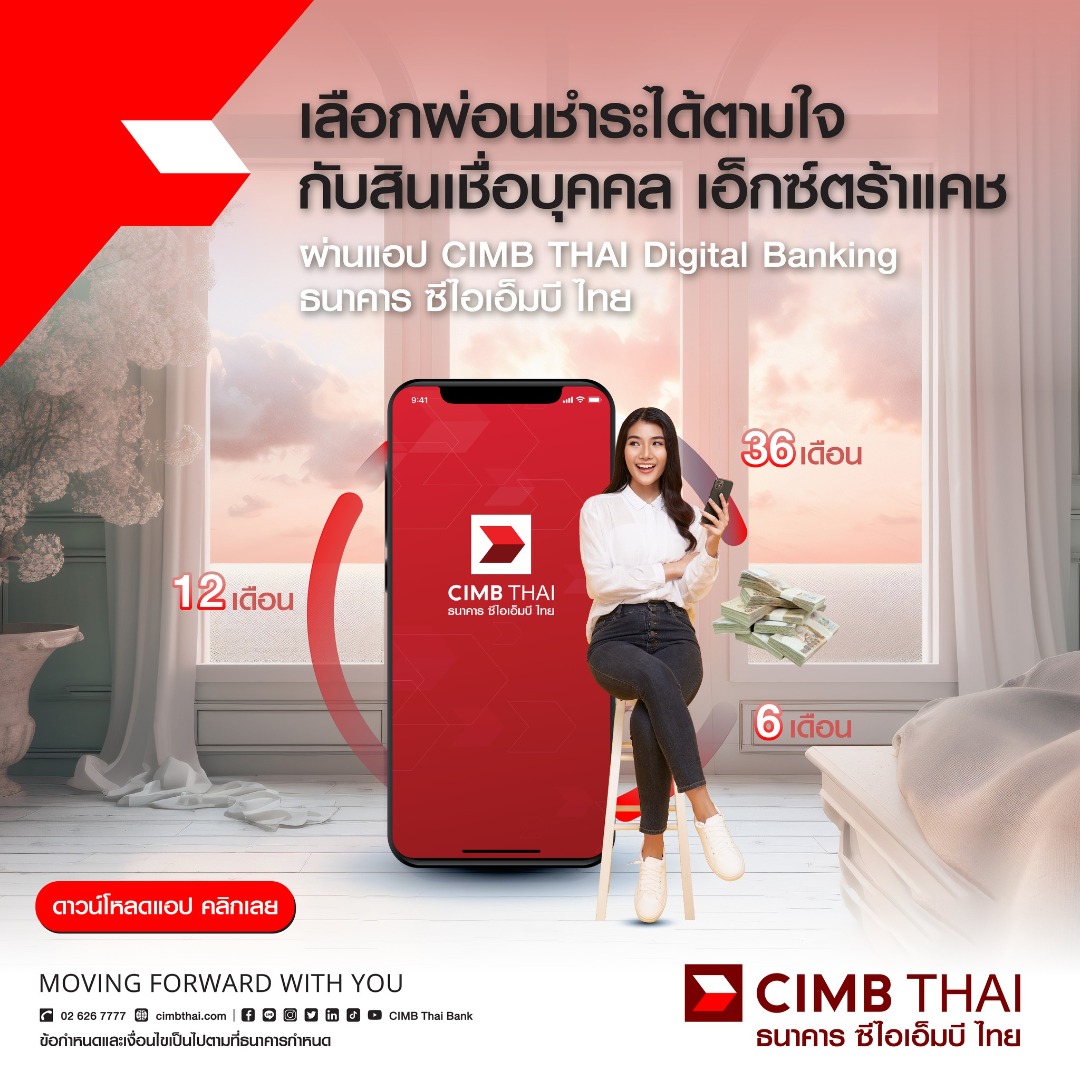 เลือกผ่อนชำระได้ตามใจ
กับสินเชื่อบุคคล เอ็กซ์ตร้าแคช
ผ่านแอป CIMB THAI Digital Banking
ธนาคาร ซีไอเอ็มบี ไทย
9:41
CIMB THAI
ธนาคาร ซีไอเอ็มบี ไทย
36 เดือน
12 เดือน
6 เดือน
ดาวน์โหลดแอป คลิกเลย
MOVING FORWARD WITH YOU
02 626 7777 cimbthai.com | CIMB Thai Bank
ข้อกำหนดและเงื่อนไขเป็นไปตามที่ธนาคารกำหนด
CIMB THAI
ธนาคาร ซีไอเอ็มบี ไทย